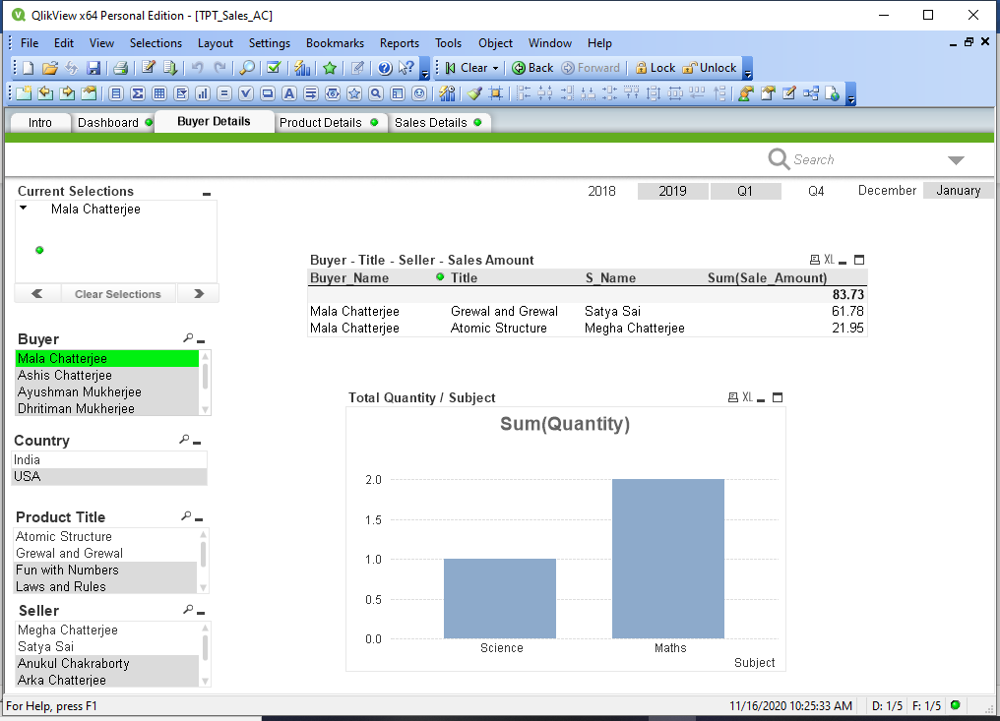 QlikView x64 Personal Edition - [TPT_Sales_AC]
File Edit View Selections Layout Settings Bookmarks Reports Tools Object Window Help
Clear Back Forward Lock Unlock
Intro Dashboard Buyer Details Product Details Sales Details
Search
Current Selections
2018 2019 Q1 Q4 December January
Mala Chatterjee
Clear Selections
Buyer - Title - Seller - Sales Amount XL
Buyer_Name Title S_Name Sum(Sale_Amount)
83.73
Mala Chatterjee Grewal and Grewal Satya Sai 61.78
Mala Chatterjee Atomic Structure Megha Chatterjee 21.95
Buyer
Mala Chatterjee
Ashis Chatterjee
Ayushman Mukherjee
Dhritiman Mukherjee
Country
India
USA
Product Title
Atomic Structure
Grewal and Grewal
Fun with Numbers
Laws and Rules
Seller
Megha Chatterjee
Satya Sai
Anukul Chakraborty
Arka Chatterjee
Total Quantity / Subject XL
Sum(Quantity)
2.0
1.5
1.0
0.5
0.0
Science Maths
Subject
For Help, press F1 11/16/2020 10:25:33 AM D: 1/5 F: 1/5